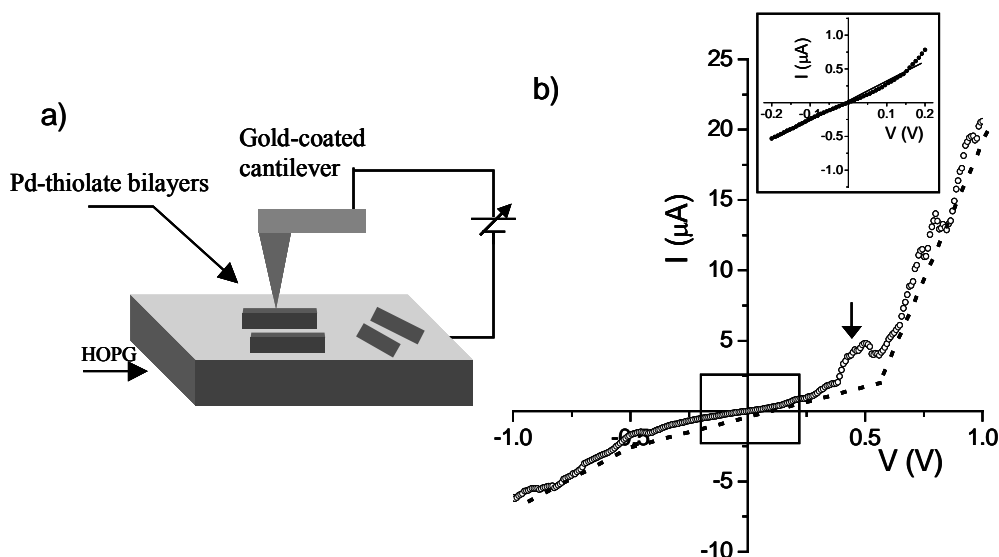 a)
Gold-coated
cantilever
Pd-thiolate bilayers
HOPG
b)
I (μA)
25
20
15
10
5
-5
-10
-1.0
-0.5
0.5
1.0
V (V)
I (μA)
1.0
0.5
-0.5
-1.0
-0.2
-0.1
0.1
0.2
V (V)